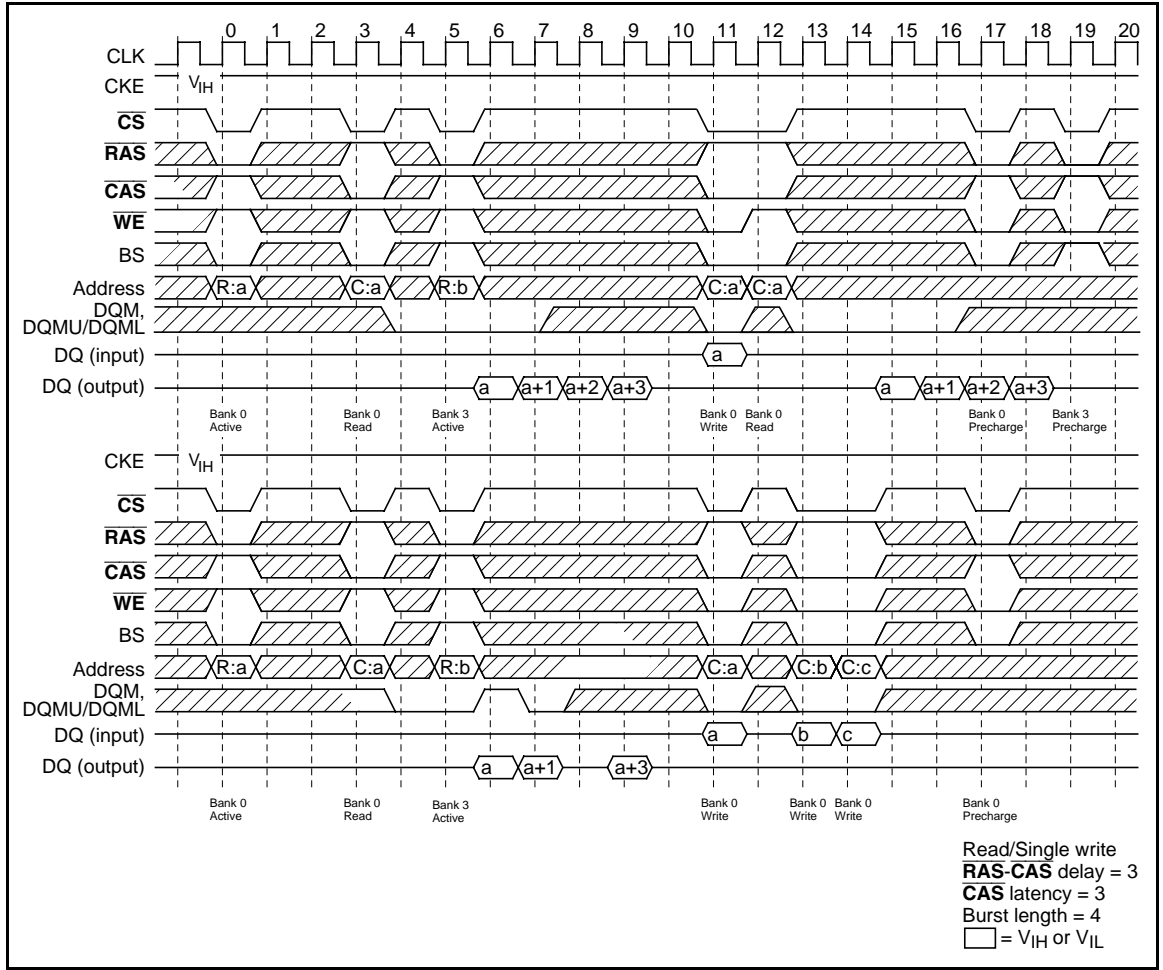 0 1 2 3 4 5 6 7 8 9 10 11 12 13 14 15 16 17 18 19 20
CLK
CKE VIH
CS
RAS
CAS
WE
BS
Address R:a C:a R:b C:a' C:a
DQM,
DQMU/DQML
DQ (input) a
DQ (output) a a+1 a+2 a+3 a a+1 a+2 a+3
Bank 0 Bank 0 Bank 3 Bank 0 Bank 0 Bank 0 Bank 3
Active Read Active Write Read Precharge Precharge
CKE VIH
CS
RAS
CAS
WE
BS
Address R:a C:a R:b C:a C:b C:c
DQM,
DQMU/DQML
DQ (input) a b c
DQ (output) a a+1 a+3
Bank 0 Bank 0 Bank 3 Bank 0 Bank 0 Bank 0 Bank 0
Active Read Active Write Write Write Precharge
Read/Single write
RAS-CAS delay = 3
CAS latency = 3
Burst length = 4
= VIH or VIL